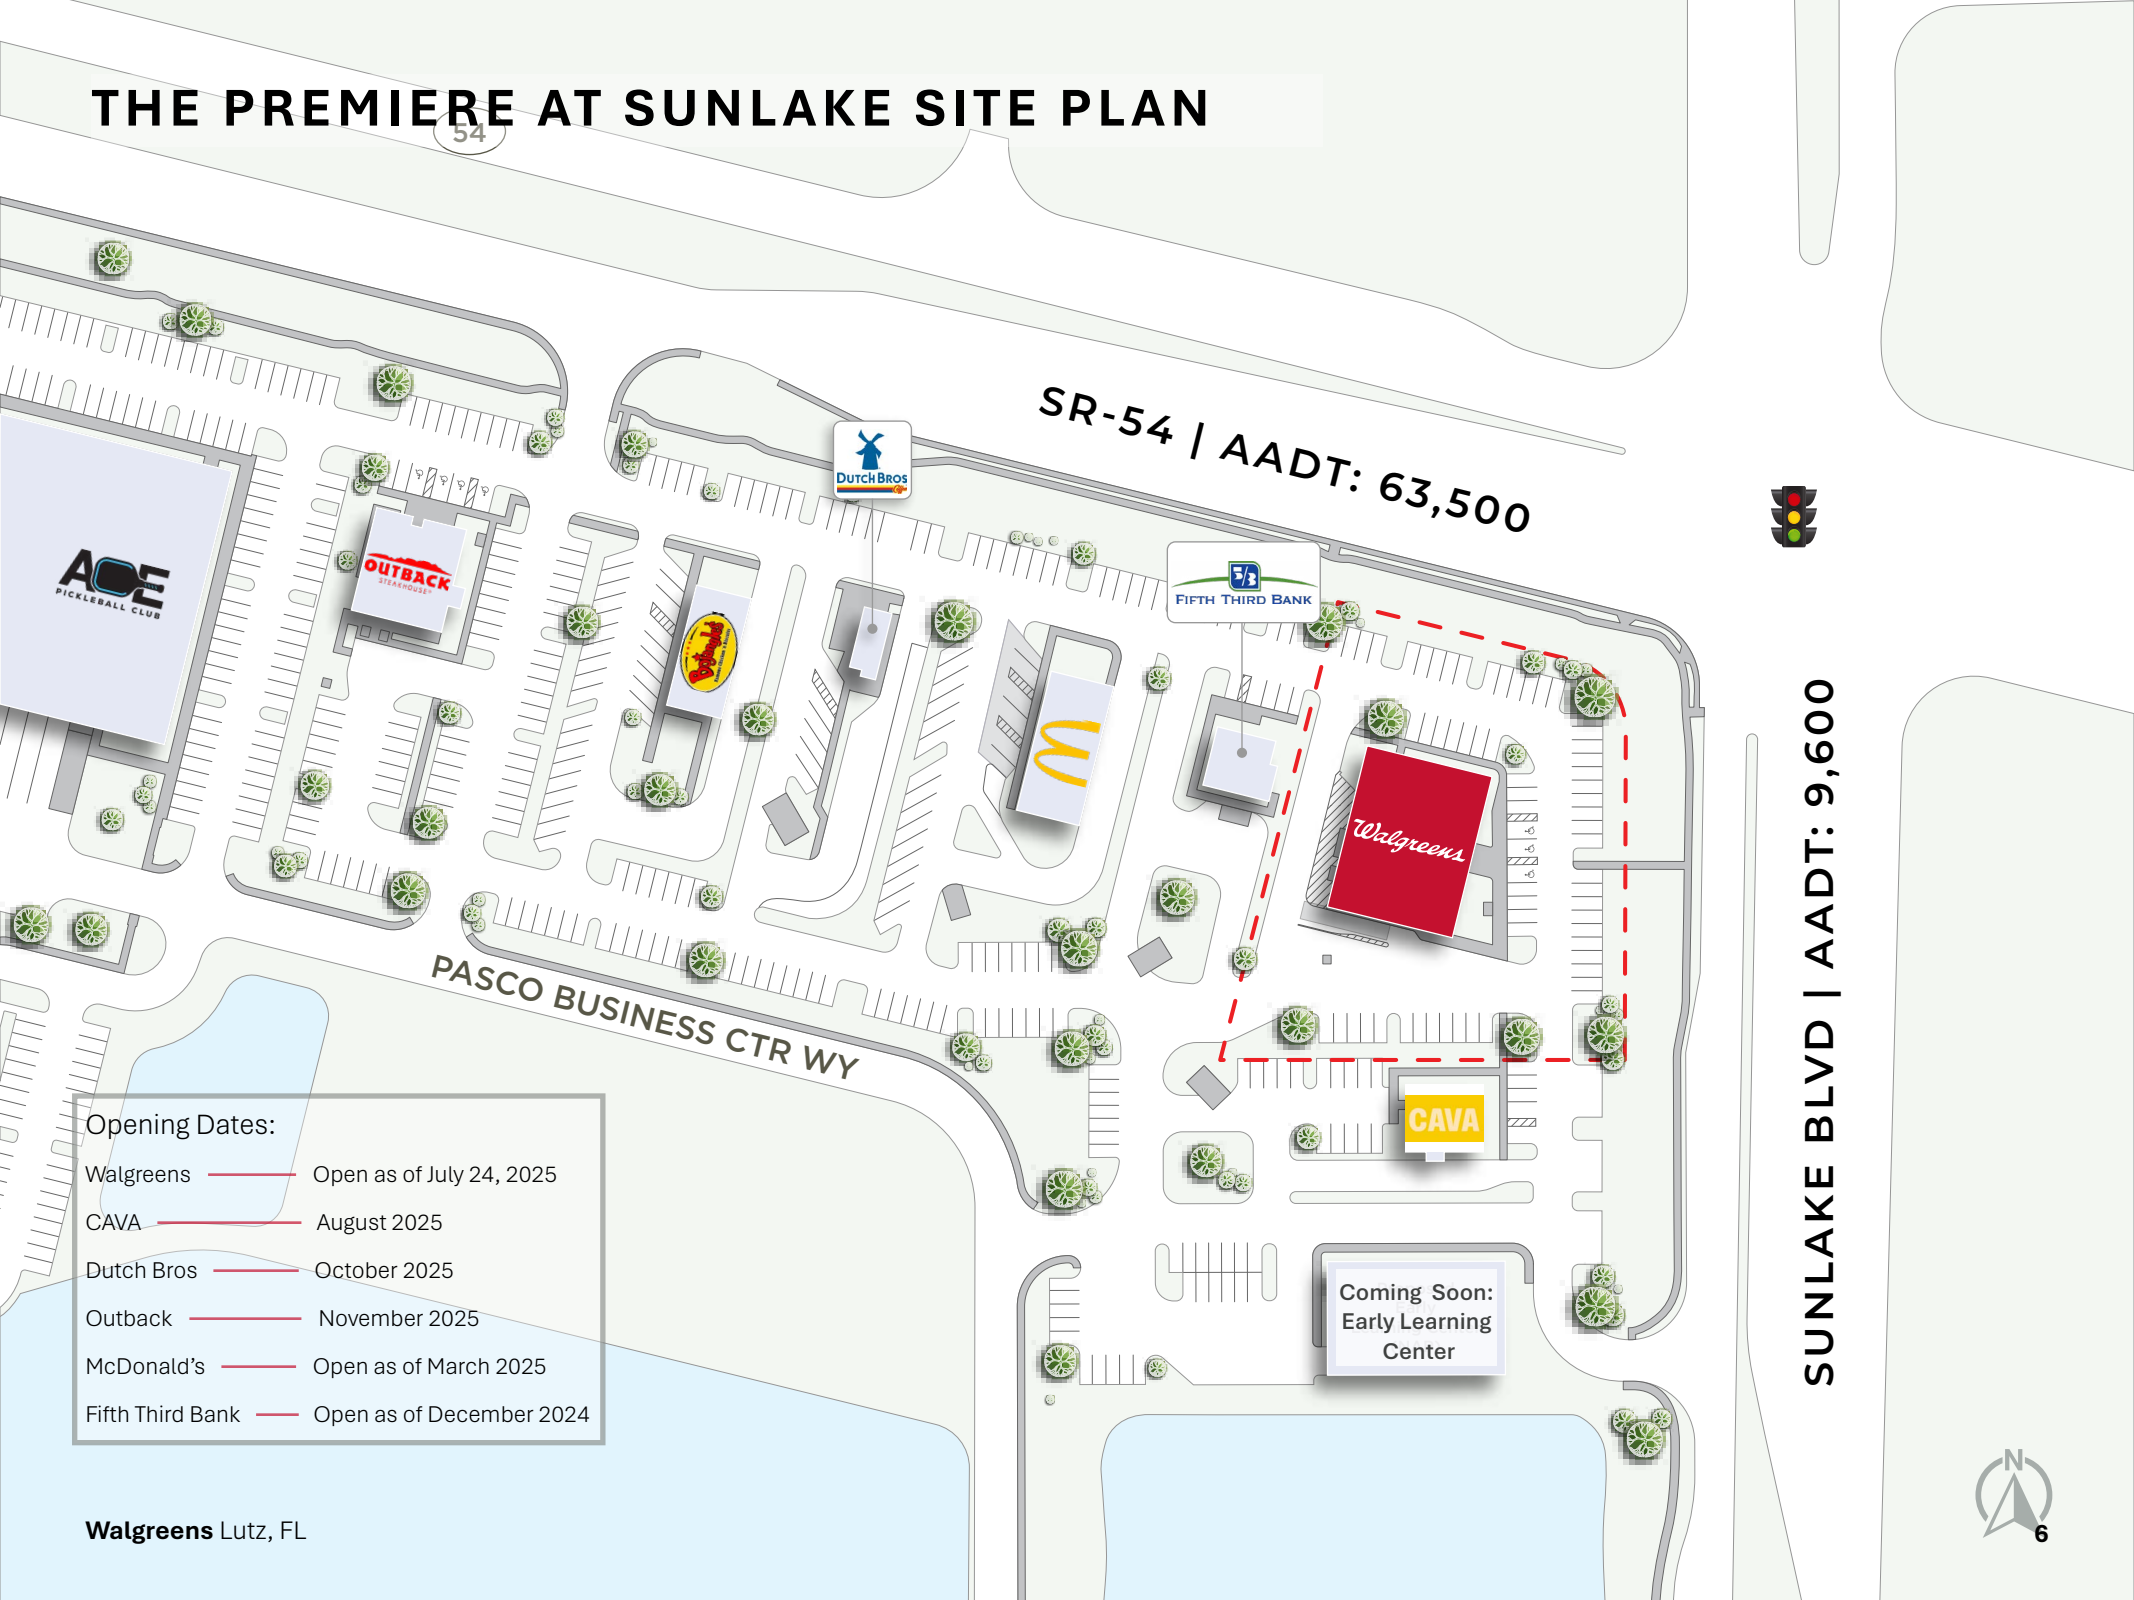 THE PREMIERE AT SUNLAKE SITE PLAN
54
SR-54 | AADT: 63,500
DUTCH BROS
5/3
FIFTH THIRD BANK
ACE
PICKLEBALL CLUB
OUTBACK
STEAKHOUSE
Bojangles
Walgreens
SUNLAKE BLVD | AADT: 9,600
PASCO BUSINESS CTR WY
CAVA
Coming Soon:
Early Learning
Center
Opening Dates:
Walgreens Open as of July 24, 2025
CAVA August 2025
Dutch Bros October 2025
Outback November 2025
McDonald’s Open as of March 2025
Fifth Third Bank Open as of December 2024
Walgreens Lutz, FL
N
6